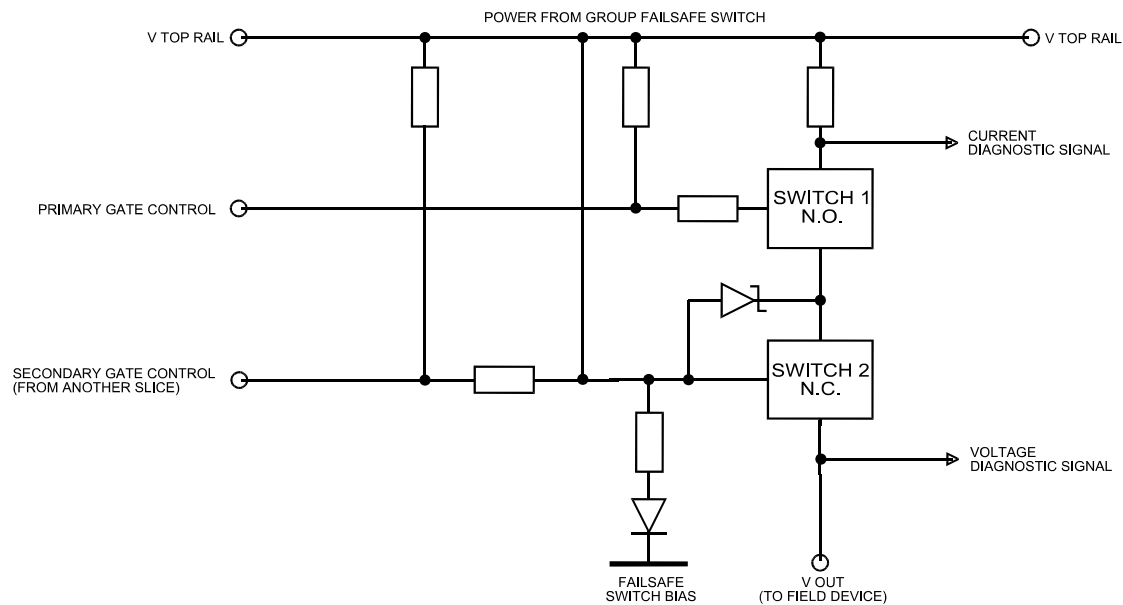 POWER FROM GROUP FAILSAFE SWITCH
V TOP RAIL
V TOP RAIL
CURRENT
DIAGNOSTIC SIGNAL
PRIMARY GATE CONTROL
SWITCH 1
N.O.
SECONDARY GATE CONTROL
(FROM ANOTHER SLICE)
SWITCH 2
N.C.
VOLTAGE
DIAGNOSTIC SIGNAL
FAILSAFE
SWITCH BIAS
V OUT
(TO FIELD DEVICE)